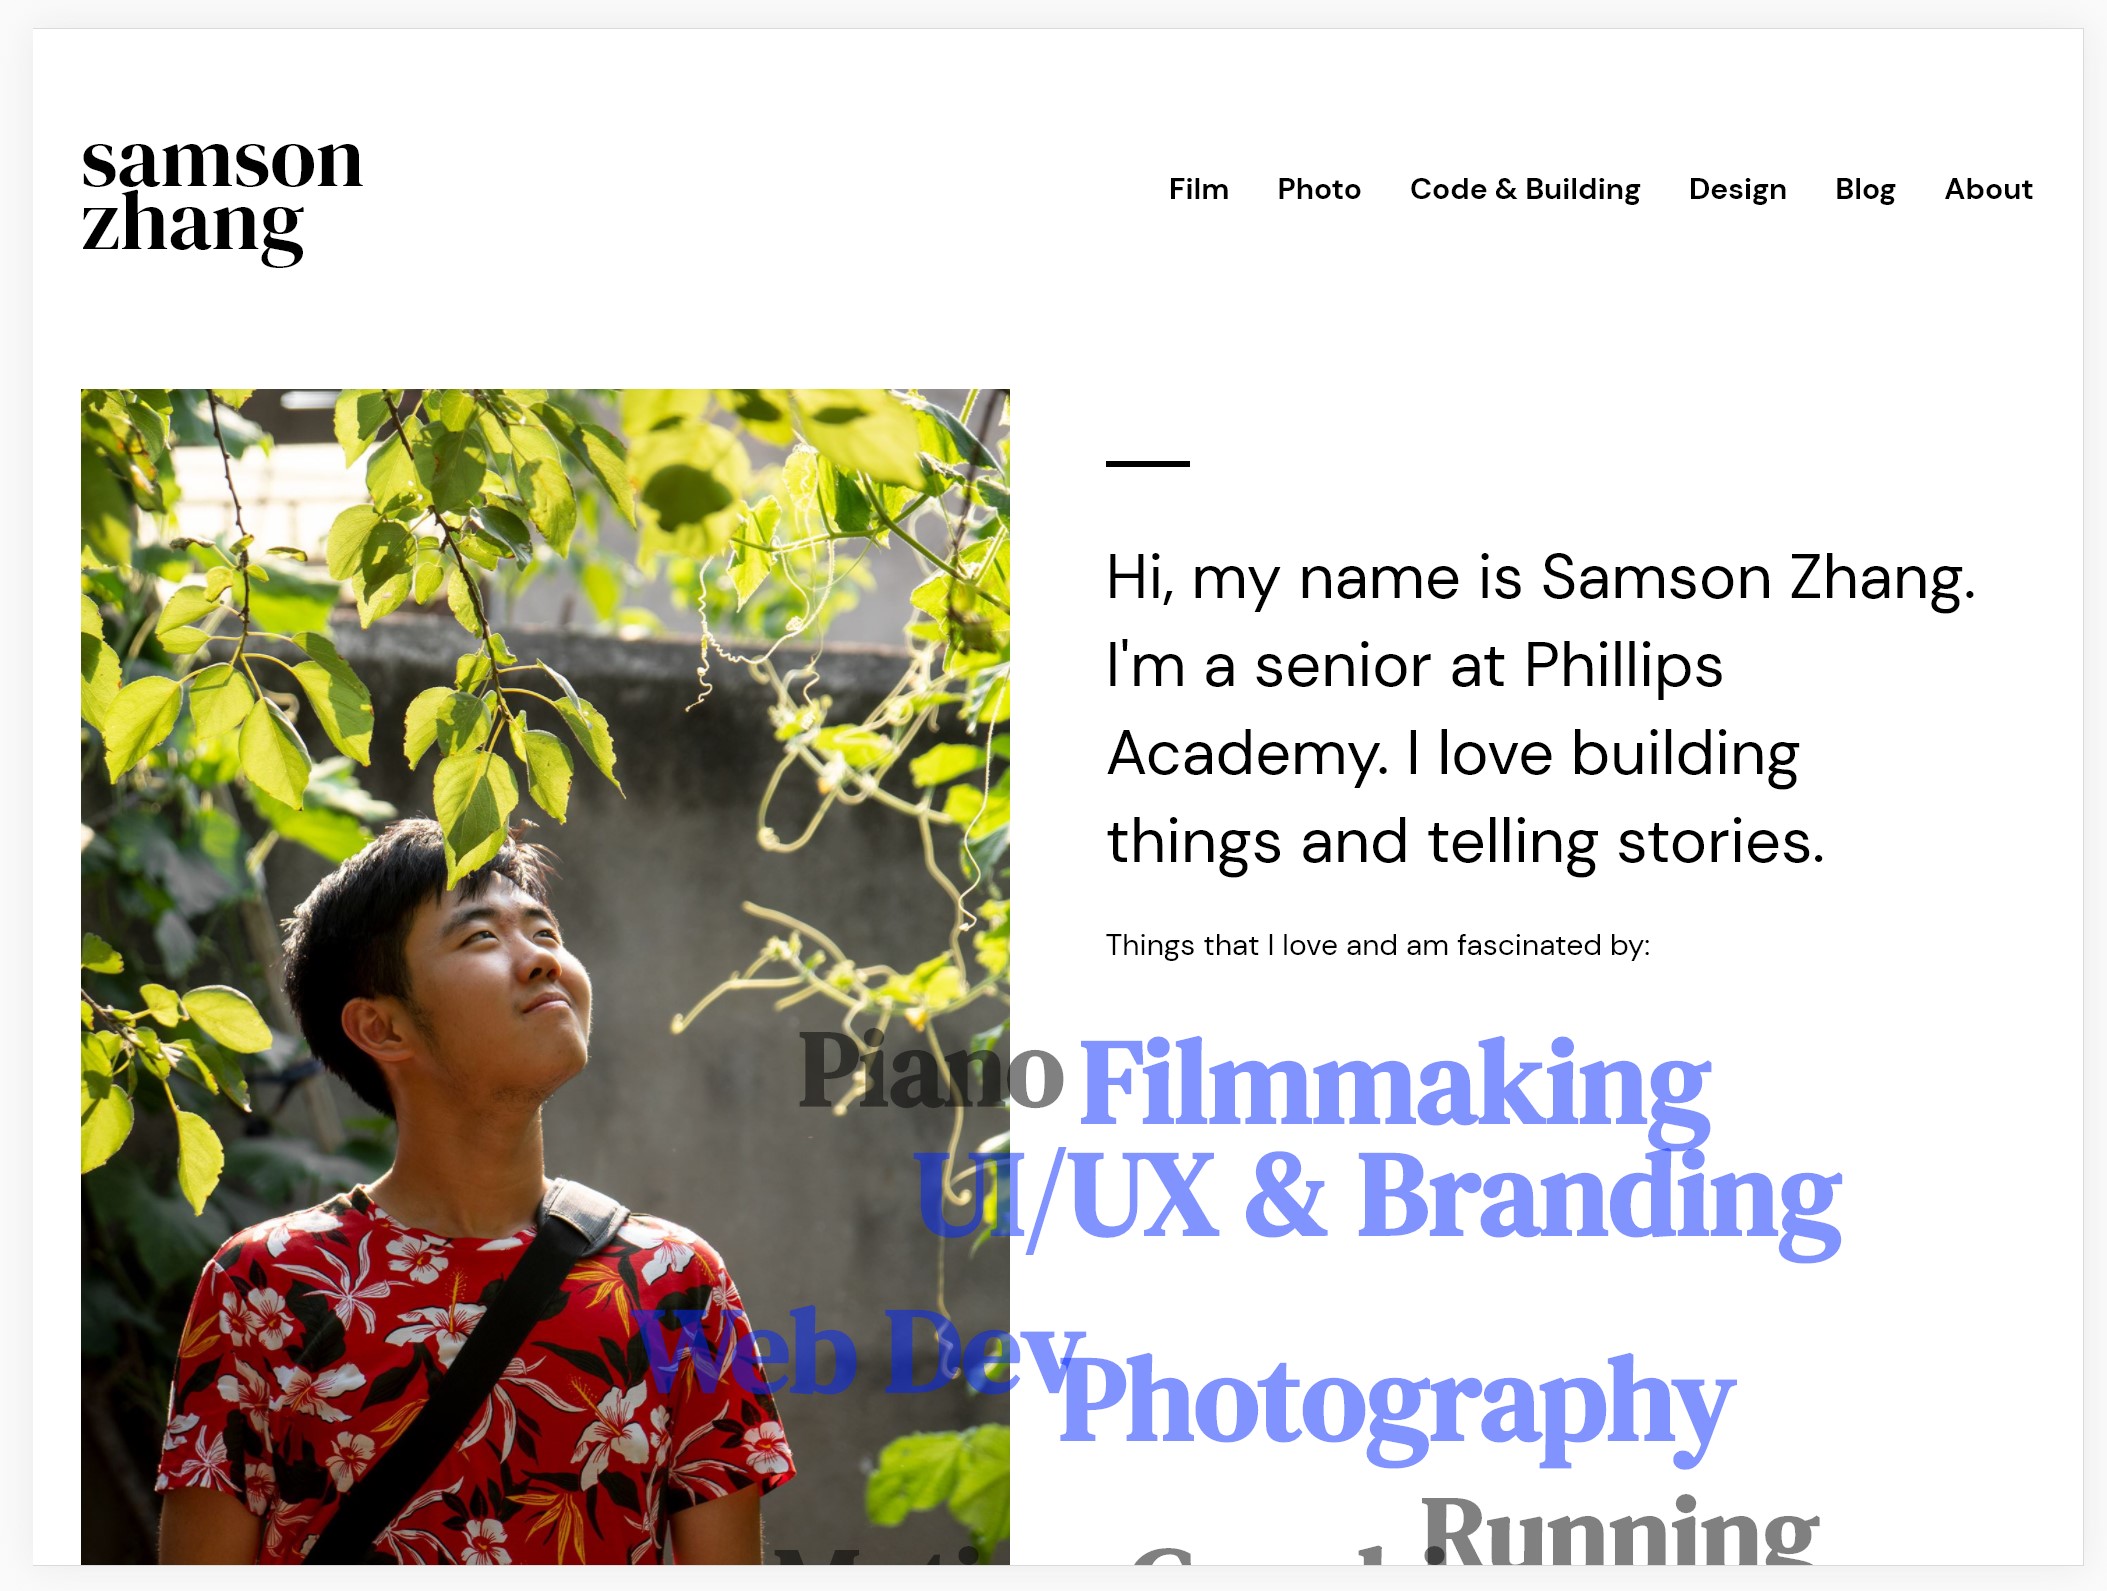 samson
zhang
Film Photo Code & Building Design Blog About
Hi, my name is Samson Zhang.
I'm a senior at Phillips
Academy. I love building
things and telling stories.
Things that I love and am fascinated by:
Piano Filmmaking
UI/UX & Branding
Web Dev
Photography
Running